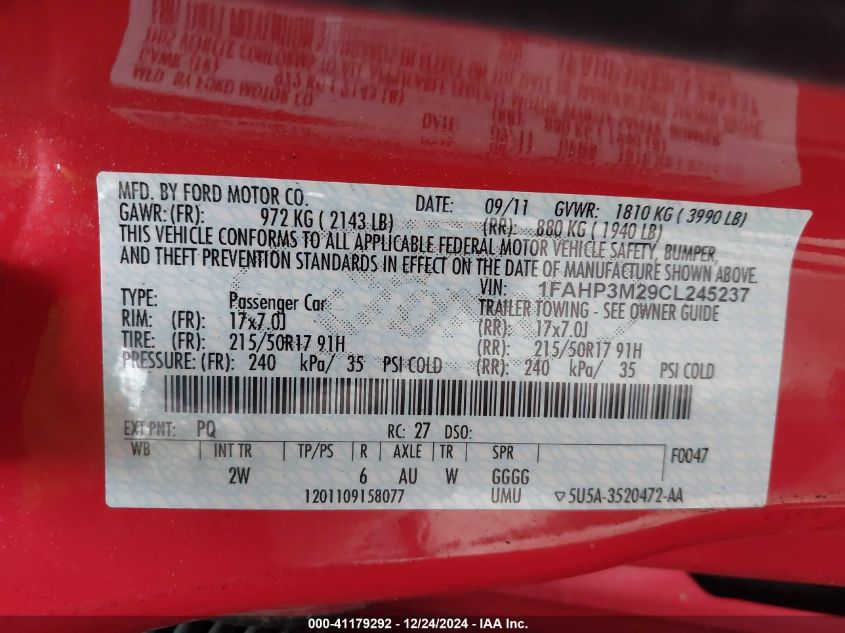 MFD. BY FORD MOTOR CO. DATE: 09/11 GVWR: 1810 KG ( 3990 LB)
GAWR: (FR): 972 KG ( 2143 LB) (RR): 880 KG ( 1940 LB)
THIS VEHICLE CONFORMS TO ALL APPLICABLE FEDERAL MOTOR VEHICLE SAFETY, BUMPER,
AND THEFT PREVENTION STANDARDS IN EFFECT ON THE DATE OF MANUFACTURE SHOWN ABOVE.
VIN: 1FAHP3M29CL245237
TYPE: Passenger Car TRAILER TOWING - SEE OWNER GUIDE
RIM: (FR): 17x7.0J (RR): 17x7.0J
TIRE: (FR): 215/50R17 91H (RR): 215/50R17 91H
PRESSURE: (FR): 240 kPa/ 35 PSI COLD (RR): 240 kPa/ 35 PSI COLD
EXT PNT: PQ RC: 27 DSO:
WB INT TR TP/PS R AXLE TR SPR F0047
2W 6 AU W GGGG
1201109158077 UMU ▽5U5A-3520472-AA
000-41179292 - 12/24/2024 - IAA Inc.